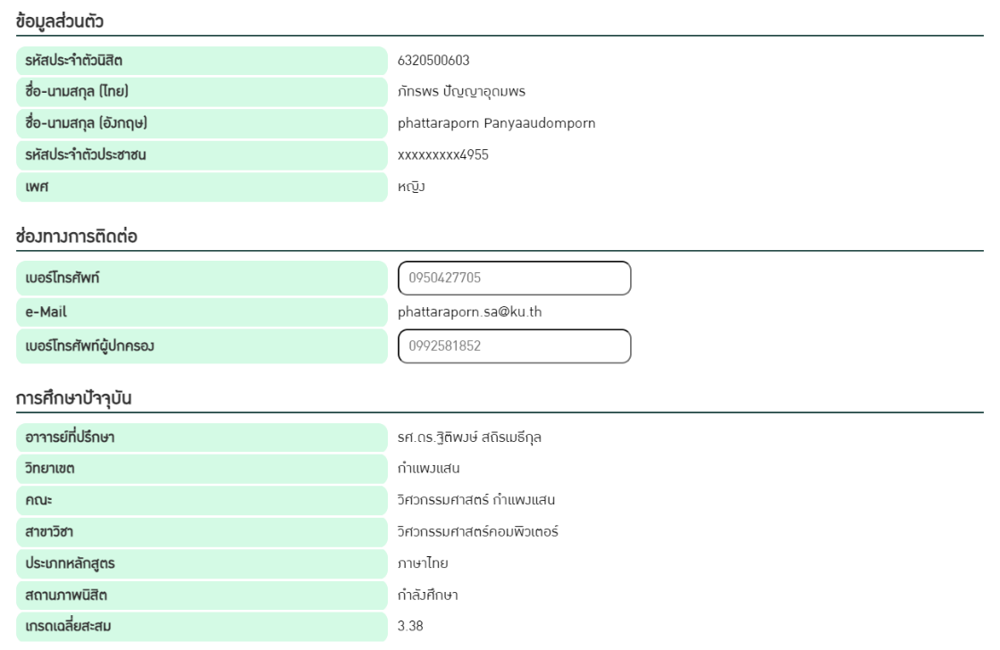 ข้อมูลส่วนตัว
รหัสประจำตัวนิสิต 6320500603
ชื่อ-นามสกุล (ไทย) ภัทรพร ปัญญาอุดมพร
ชื่อ-นามสกุล (อังกฤษ) phattaraporn Panyaaudomporn
รหัสประจำตัวประชาชน xxxxxxxxx4955
เพศ หญิง
ช่องทางการติดต่อ
เบอร์โทรศัพท์ 0950427705
e-Mail phattaraporn.sa@ku.th
เบอร์โทรศัพท์ผู้ปกครอง 0992581852
การศึกษาปัจจุบัน
อาจารย์ที่ปรึกษา รศ.ดร.ฐิติพงษ์ สถิรเมธีกุล
วิทยาเขต กำแพงแสน
คณะ วิศวกรรมศาสตร์ กำแพงแสน
สาขาวิชา วิศวกรรมศาสตร์คอมพิวเตอร์
ประเภทหลักสูตร ภาษาไทย
สถานภาพนิสิต กำลังศึกษา
เกรดเฉลี่ยสะสม 3.38